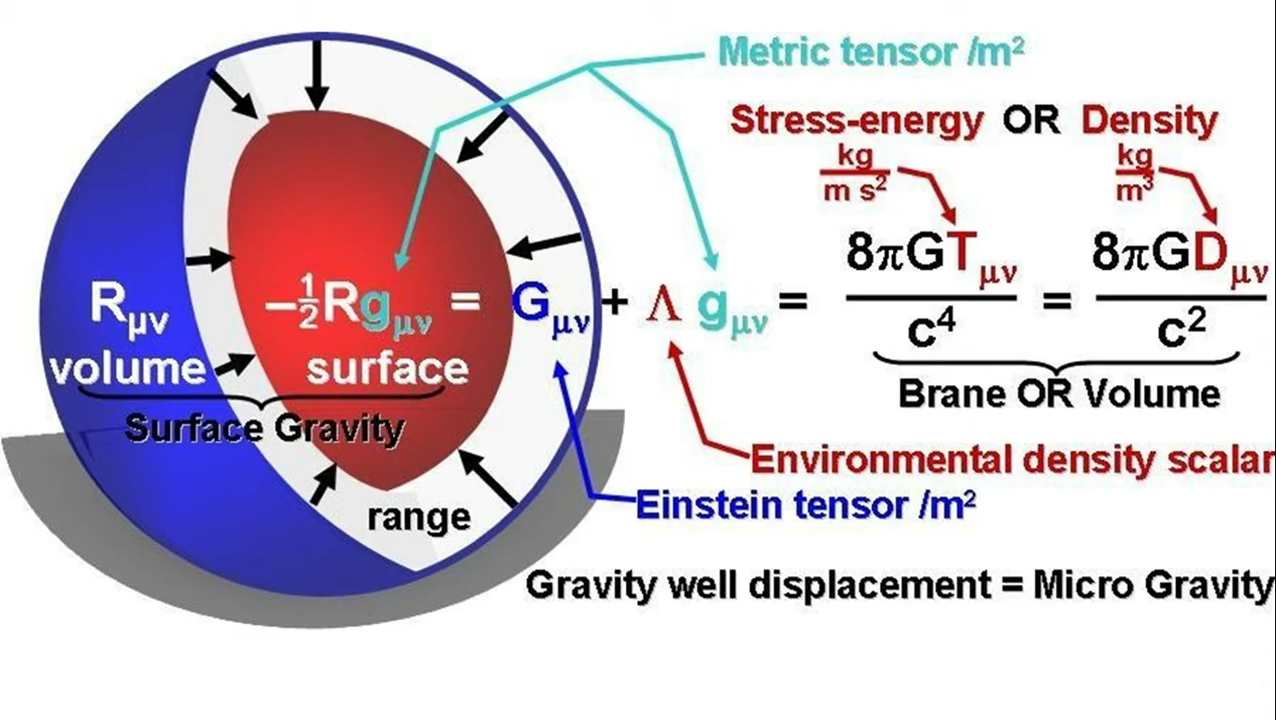 Metric tensor /m²
Stress-energy OR Density
kg
m s²
kg
m³
Rμν −½Rgμν = Gμν + Λ gμν = 8πGTμν / c⁴ = 8πGDμν / c²
volume surface
Brane OR Volume
Surface Gravity
Environmental density scalar
Einstein tensor /m²
range
Gravity well displacement = Micro Gravity